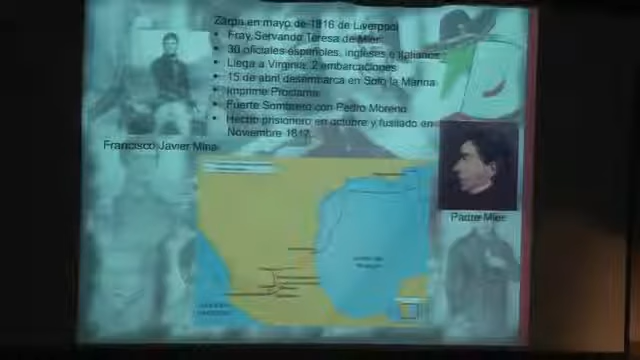 Zarpa en mayo de 1816 de Liverpool
• Fray Servando Teresa de Mier
• 30 oficiales españoles, ingleses e italianos
• Llega a Virginia. 2 embarcaciones
• 15 de abril desembarca en Soto la Marina
• Imprime Proclama
• Fuerte Sombrero con Pedro Moreno
• Hecho prisionero en octubre y fusilado en
Noviembre 1817.
Francisco Javier Mina
Padre Mier